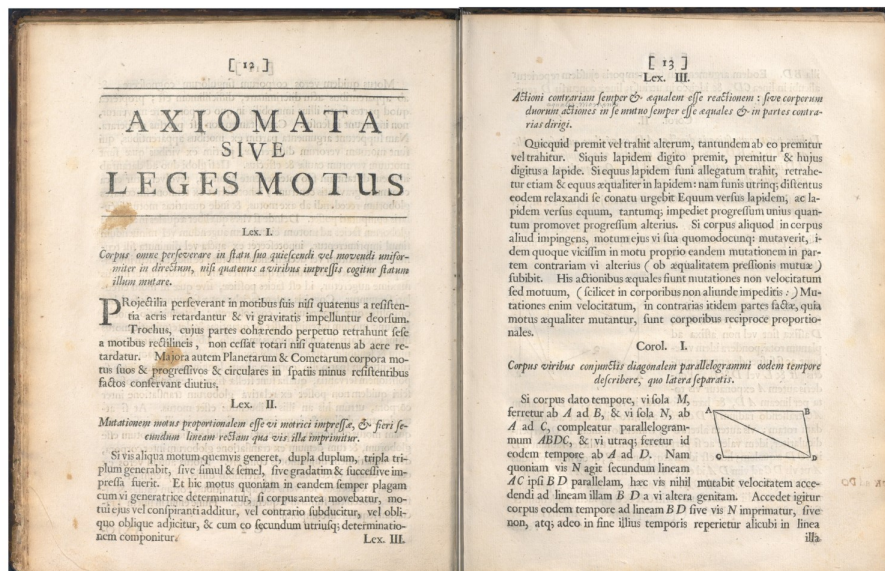 [ 12 ]
AXIOMATA
SIVE
LEGES MOTUS
Lex. I.
Corpus omne perseverare in statu suo quiescendi vel movendi unifor-
miter in directum, nisi quatenus a viribus impressis cogitur statum
illum mutare.
PRojectilia perseverant in motibus suis nisi quatenus a resisten-
tia aeris retardantur & vi gravitatis impelluntur deorsum.
Trochus, cujus partes cohærendo perpetuo retrahunt sese
a motibus rectilineis, non cessat rotari nisi quatenus ab aere re-
tardatur. Majora autem Planetarum & Cometarum corpora mo-
tus suos & progressivos & circulares in spatiis minus resistentibus
factos conservant diutius.
Lex. II.
Mutationem motus proportionalem esse vi motrici impressæ, & fieri se-
cundum lineam rectam qua vis illa imprimitur.
Si vis aliqua motum quemvis generet, dupla duplum, tripla tri-
plum generabit, sive simul & semel, sive gradatim & successive im-
pressa fuerit. Et hic motus quoniam in eandem semper plagam
cum vi generatrice determinatur, si corpus antea movebatur, mo-
tui ejus vel conspiranti additur, vel contrario subducitur, vel obli-
quo oblique adjicitur, & cum eo secundum utriusq; determinatio-
nem componitur.
Lex. III.
[ 13 ]
Lex. III.
Actioni contrariam semper & æqualem esse reactionem : sive corporum
duorum actiones in se mutuo semper esse æquales & in partes contra-
rias dirigi.
Quicquid premit vel trahit alterum, tantundem ab eo premitur
vel trahitur. Siquis lapidem digito premit, premitur & hujus
digitus a lapide. Si equus lapidem funi allegatum trahit, retrahe-
tur etiam & equus æqualiter in lapidem: nam funis utrinq; distentus
eodem relaxandi se conatu urgebit Equum versus lapidem, ac la-
pidem versus equum, tantumq; impediet progressum unius quan-
tum promovet progressum alterius. Si corpus aliquod in corpus
aliud impingens, motum ejus vi sua quomodocunq; mutaverit, i-
dem quoque vicissim in motu proprio eandem mutationem in par-
tem contrariam vi alterius ( ob æqualitatem pressionis mutuæ )
subibit. His actionibus æquales fiunt mutationes non velocitatum
sed motuum, ( scilicet in corporibus non aliunde impeditis : ) Mu-
tationes enim velocitatum, in contrarias itidem partes factæ, quia
motus æqualiter mutantur, sunt corporibus reciproce proportio-
nales.
Corol. I.
Corpus viribus conjunctis diagonalem parallelogrammi eodem tempore
describere, quo latera separatis.
Si corpus dato tempore, vi sola M,
ferretur ab A ad B, & vi sola N, ab
A ad C, compleatur parallelogram-
mum ABDC, & vi utraq; feretur id
eodem tempore ab A ad D. Nam
quoniam vis N agit secundum lineam
AC ipsi BD parallelam, hæc vis nihil mutabit velocitatem acce-
dendi ad lineam illam B D a vi altera genitam. Accedet igitur
corpus eodem tempore ad lineam BD sive vis N imprimatur, sive
non, atq; adeo in fine illius temporis reperietur alicubi in linea
illa
A
B
C
D